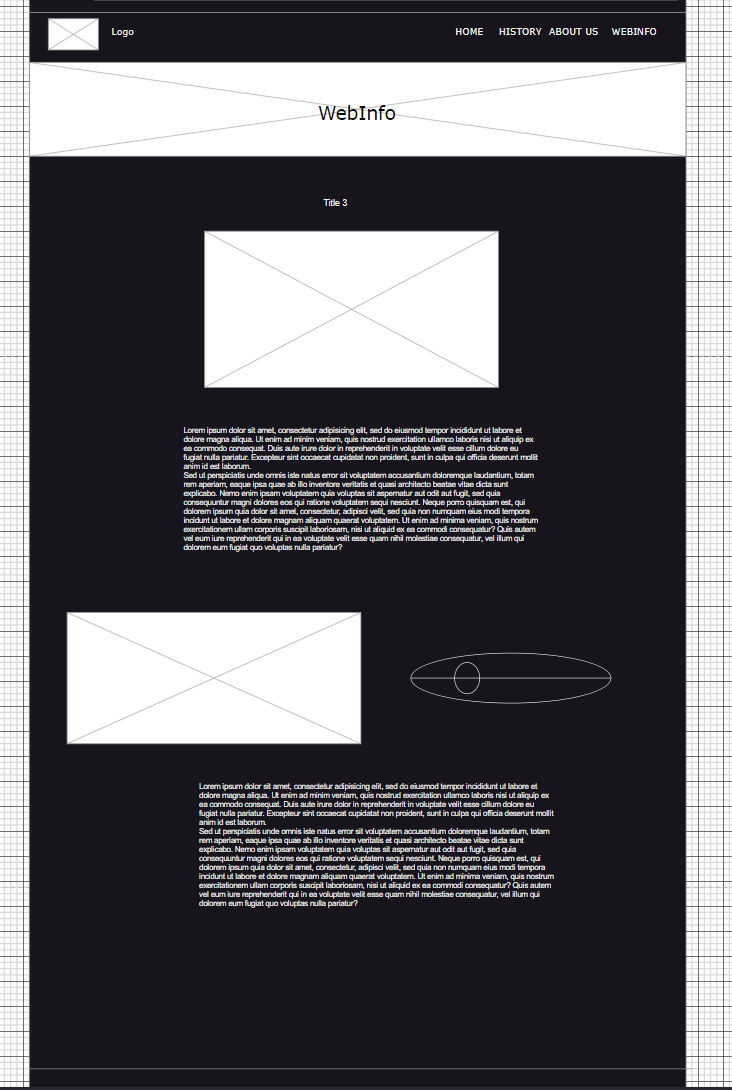 Logo
HOME HISTORY ABOUT US WEBINFO
WebInfo
Title 3
Lorem ipsum dolor sit amet, consectetur adipisicing elit, sed do eiusmod tempor incididunt ut labore et
dolore magna aliqua. Ut enim ad minim veniam, quis nostrud exercitation ullamco laboris nisi ut aliquip ex
ea commodo consequat. Duis aute irure dolor in reprehenderit in voluptate velit esse cillum dolore eu
fugiat nulla pariatur. Excepteur sint occaecat cupidatat non proident, sunt in culpa qui officia deserunt mollit
anim id est laborum.
Sed ut perspiciatis unde omnis iste natus error sit voluptatem accusantium doloremque laudantium, totam
rem aperiam, eaque ipsa quae ab illo inventore veritatis et quasi architecto beatae vitae dicta sunt
explicabo. Nemo enim ipsam voluptatem quia voluptas sit aspernatur aut odit aut fugit, sed quia
consequuntur magni dolores eos qui ratione voluptatem sequi nesciunt. Neque porro quisquam est, qui
dolorem ipsum quia dolor sit amet, consectetur, adipisci velit, sed quia non numquam eius modi tempora
incidunt ut labore et dolore magnam aliquam quaerat voluptatem. Ut enim ad minima veniam, quis nostrum
exercitationem ullam corporis suscipit laboriosam, nisi ut aliquid ex ea commodi consequatur? Quis autem
vel eum iure reprehenderit qui in ea voluptate velit esse quam nihil molestiae consequatur, vel illum qui
dolorem eum fugiat quo voluptas nulla pariatur?
Lorem ipsum dolor sit amet, consectetur adipisicing elit, sed do eiusmod tempor incididunt ut labore et
dolore magna aliqua. Ut enim ad minim veniam, quis nostrud exercitation ullamco laboris nisi ut aliquip ex
ea commodo consequat. Duis aute irure dolor in reprehenderit in voluptate velit esse cillum dolore eu
fugiat nulla pariatur. Excepteur sint occaecat cupidatat non proident, sunt in culpa qui officia deserunt mollit
anim id est laborum.
Sed ut perspiciatis unde omnis iste natus error sit voluptatem accusantium doloremque laudantium, totam
rem aperiam, eaque ipsa quae ab illo inventore veritatis et quasi architecto beatae vitae dicta sunt
explicabo. Nemo enim ipsam voluptatem quia voluptas sit aspernatur aut odit aut fugit, sed quia
consequuntur magni dolores eos qui ratione voluptatem sequi nesciunt. Neque porro quisquam est, qui
dolorem ipsum quia dolor sit amet, consectetur, adipisci velit, sed quia non numquam eius modi tempora
incidunt ut labore et dolore magnam aliquam quaerat voluptatem. Ut enim ad minima veniam, quis nostrum
exercitationem ullam corporis suscipit laboriosam, nisi ut aliquid ex ea commodi consequatur? Quis autem
vel eum iure reprehenderit qui in ea voluptate velit esse quam nihil molestiae consequatur, vel illum qui
dolorem eum fugiat quo voluptas nulla pariatur?